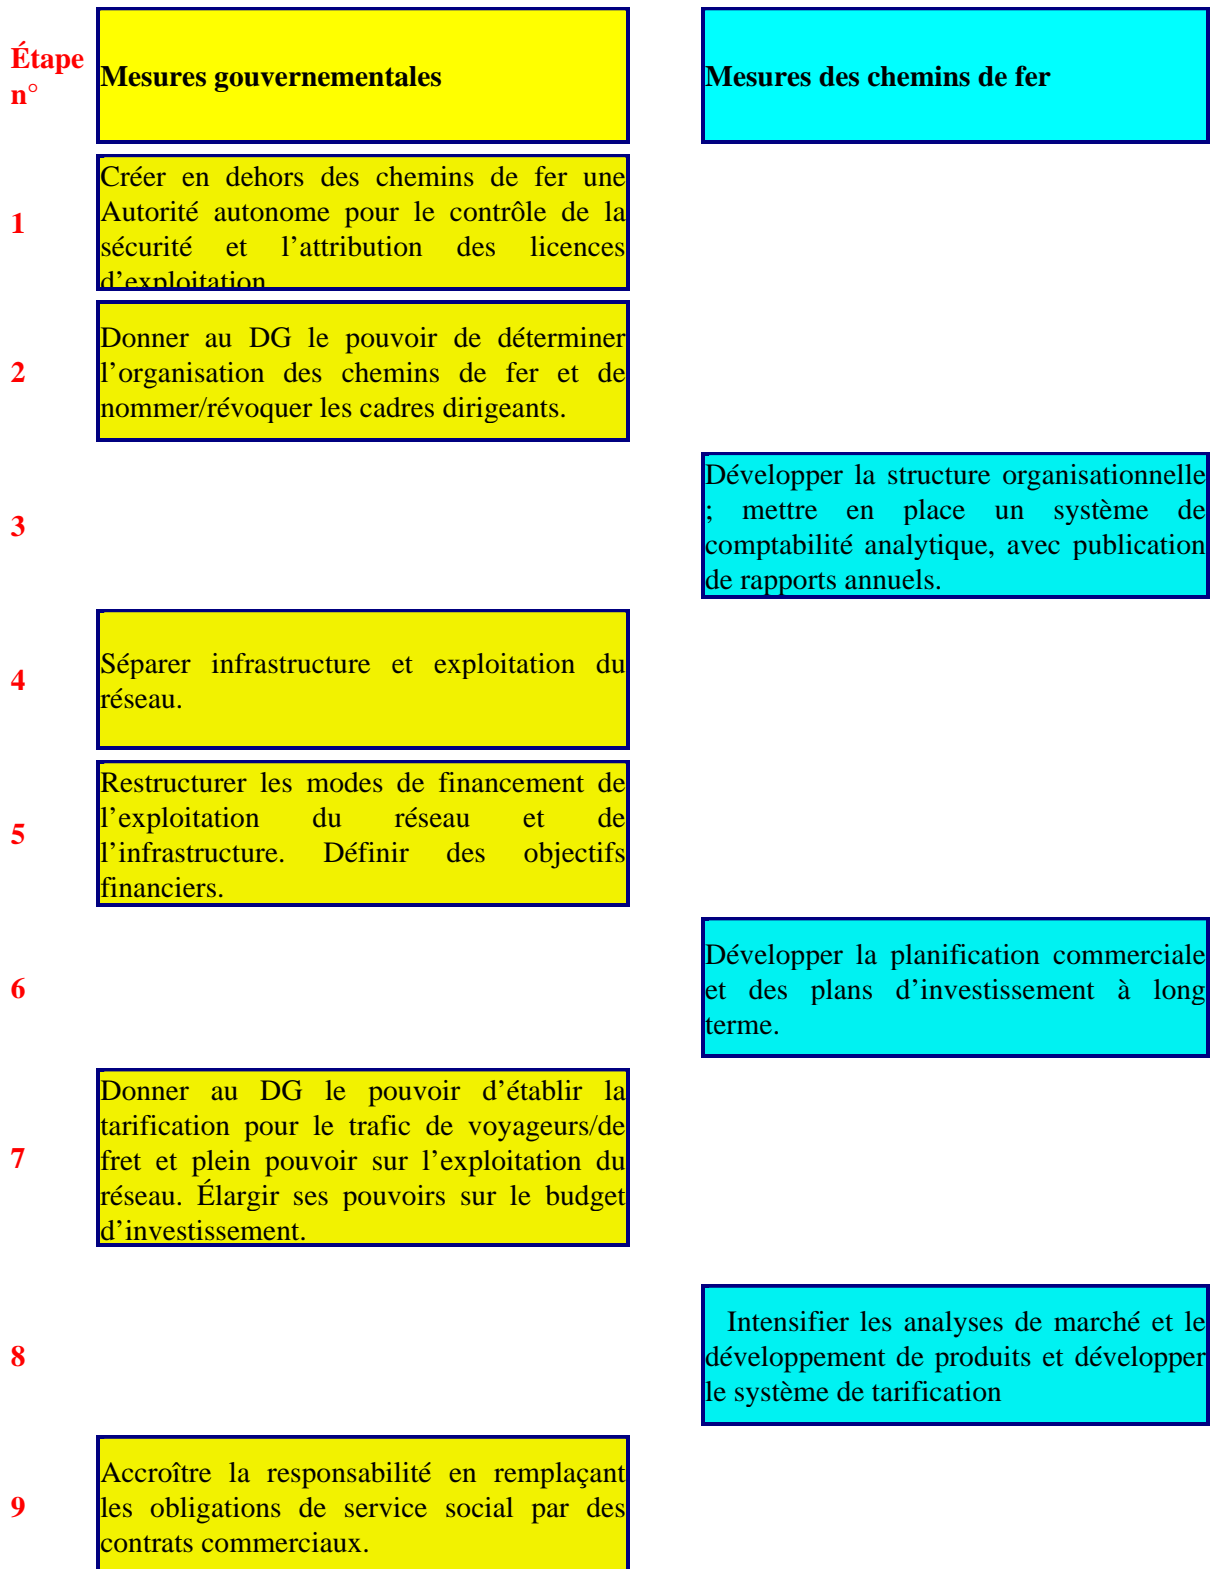 Étape
n°
Mesures gouvernementales
Mesures des chemins de fer
1
Créer en dehors des chemins de fer une
Autorité autonome pour le contrôle de la
sécurité et l’attribution des licences
d’exploitation
2
Donner au DG le pouvoir de déterminer
l’organisation des chemins de fer et de
nommer/révoquer les cadres dirigeants.
3
Développer la structure organisationnelle
; mettre en place un système de
comptabilité analytique, avec publication
de rapports annuels.
4
Séparer infrastructure et exploitation du
réseau.
5
Restructurer les modes de financement de
l’exploitation du réseau et de
l’infrastructure. Définir des objectifs
financiers.
6
Développer la planification commerciale
et des plans d’investissement à long
terme.
7
Donner au DG le pouvoir d’établir la
tarification pour le trafic de voyageurs/de
fret et plein pouvoir sur l’exploitation du
réseau. Élargir ses pouvoirs sur le budget
d’investissement.
8
Intensifier les analyses de marché et le
développement de produits et développer
le système de tarification
9
Accroître la responsabilité en remplaçant
les obligations de service social par des
contrats commerciaux.